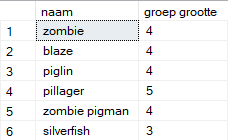 naam groep grootte
1 zombie 4
2 blaze 4
3 piglin 4
4 pillager 5
5 zombie pigman 4
6 silverfish 3